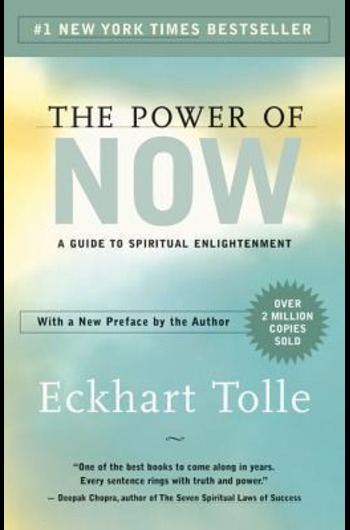 #1 NEW YORK TIMES BESTSELLER
THE POWER OF
NOW
A GUIDE TO SPIRITUAL ENLIGHTENMENT
With a New Preface by the Author
OVER
2 MILLION
COPIES
SOLD
Eckhart Tolle
~
"One of the best books to come along in years.
Every sentence rings with truth and power."
— Deepak Chopra, author of The Seven Spiritual Laws of Success